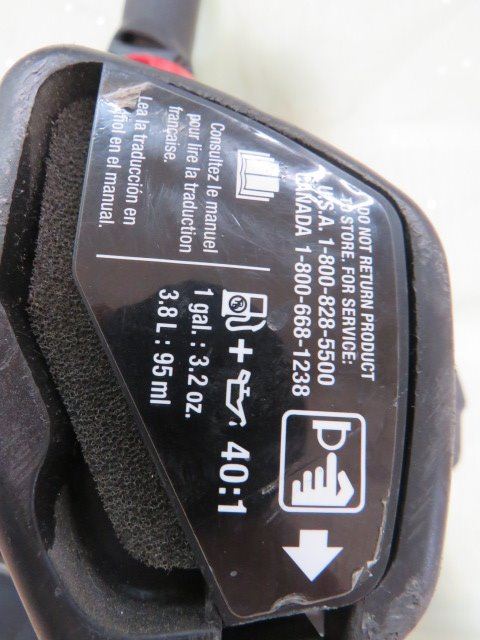 DO NOT RETURN PRODUCT
TO STORE. FOR SERVICE:
U.S.A. 1-800-828-5500
CANADA 1-800-668-1238
Consultez le manuel
pour lire la traduction
française.
Lea la traducción en
en el manual.
+ 40:1
1 gal. : 3.2 oz.
3.8 L : 95 ml